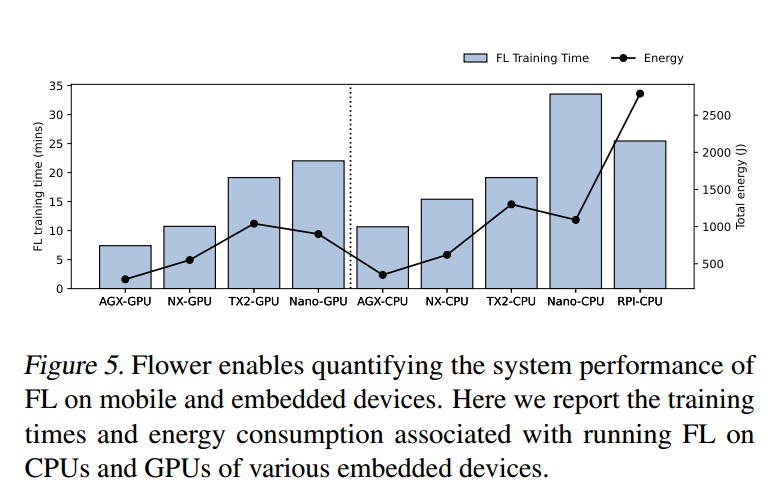 FL Training Time Energy
35
30
25
20
15
10
5
0
FL training time (mins)
2500
2000
1500
1000
500
Total energy (J)
AGX-GPU NX-GPU TX2-GPU Nano-GPU AGX-CPU NX-CPU TX2-CPU Nano-CPU RPI-CPU
Figure 5. Flower enables quantifying the system performance of
FL on mobile and embedded devices. Here we report the training
times and energy consumption associated with running FL on
CPUs and GPUs of various embedded devices.